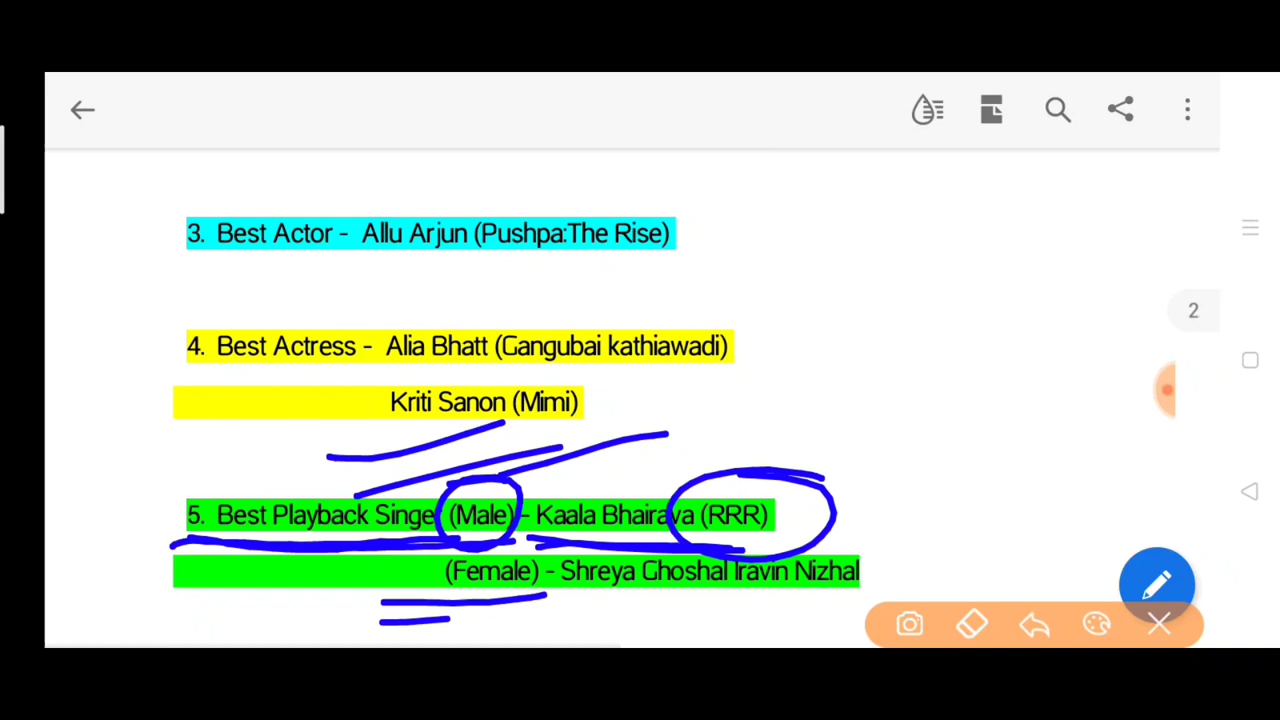 3. Best Actor - Allu Arjun (Pushpa:The Rise)
2
4. Best Actress - Alia Bhatt (Gangubai kathiawadi)
Kriti Sanon (Mimi)
5. Best Playback Singer (Male) - Kaala Bhairava (RRR)
(Female) - Shreya Ghoshal Iravin Nizhal